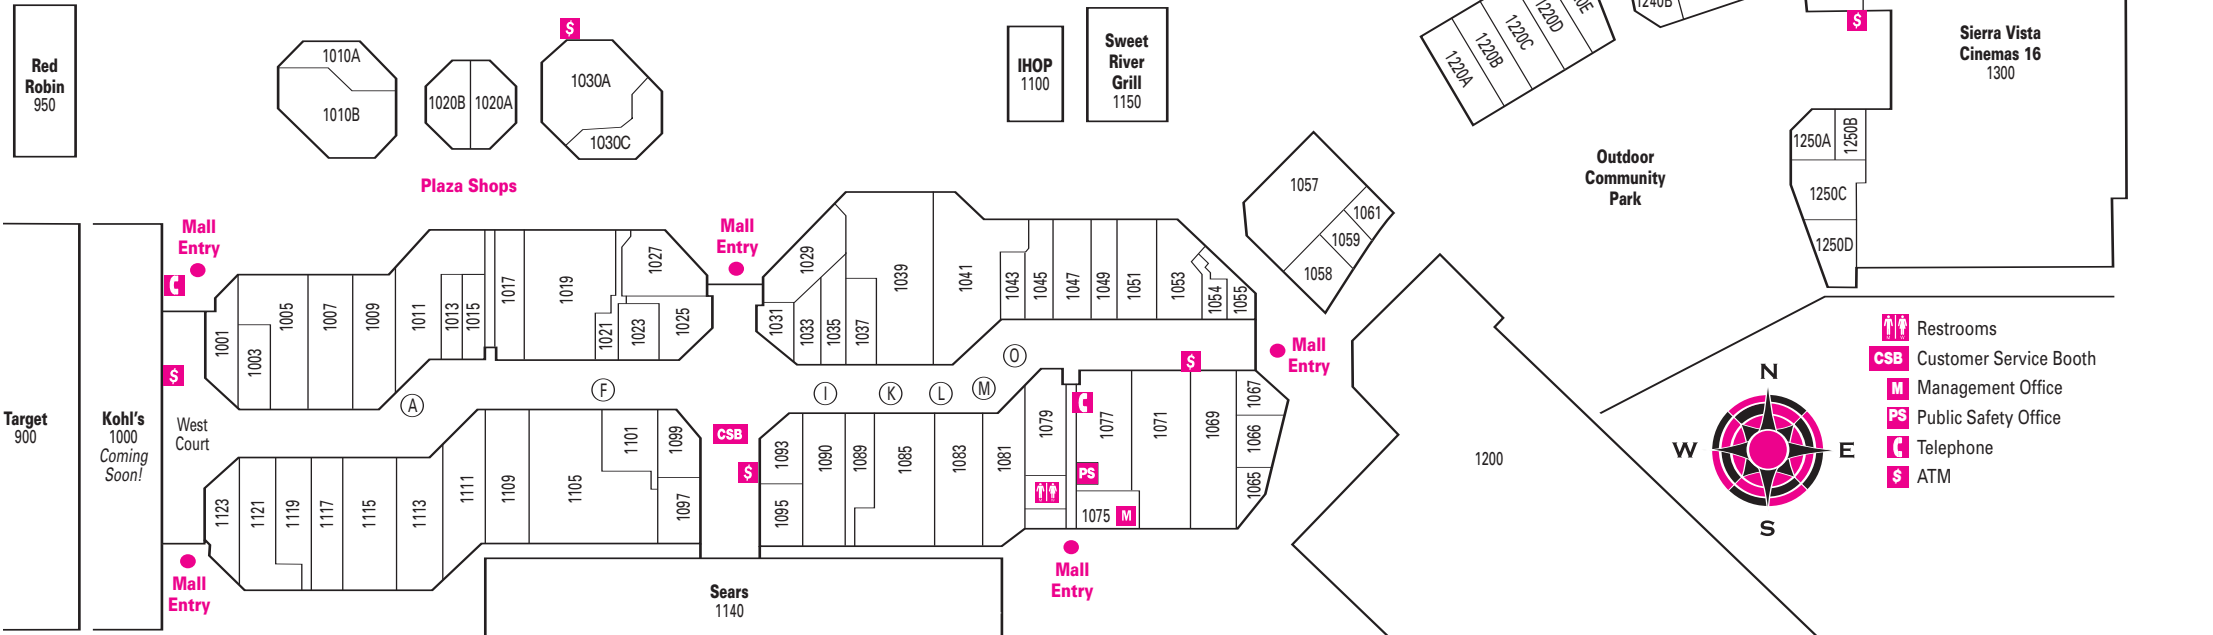 Red
Robin
950
1010A
1010B
1020B
1020A
$
1030A
1030C
Plaza Shops
IHOP
1100
Sweet
River
Grill
1150
1220A
1220B
1220C
1220D
1240B
$
Sierra Vista
Cinemas 16
1300
1250A
1250B
1250C
1250D
Outdoor
Community
Park
1057
1061
1059
1058
Target
900
Kohl's
1000
Coming
Soon!
Mall
Entry
$
West
Court
1001
1003
1005
1007
1009
1011
1013
1015
1017
1019
1021
1023
1025
1027
Mall
Entry
1029
1031
1033
1035
1037
1039
1041
1043
1045
1047
1049
1051
1053
1054
1055
Mall
Entry
A
F
I
K
L
M
O
$
1123
1121
1119
1117
1115
1113
1111
1109
1105
1101
1099
1097
CSB
$
1093
1095
1090
1089
1085
1083
1081
1079
1077
PS
1075
M
1071
1069
1067
1066
1065
Mall
Entry
Mall
Entry
Sears
1140
1200
N
W
E
S
Restrooms
CSB Customer Service Booth
M Management Office
PS Public Safety Office
Telephone
$ ATM